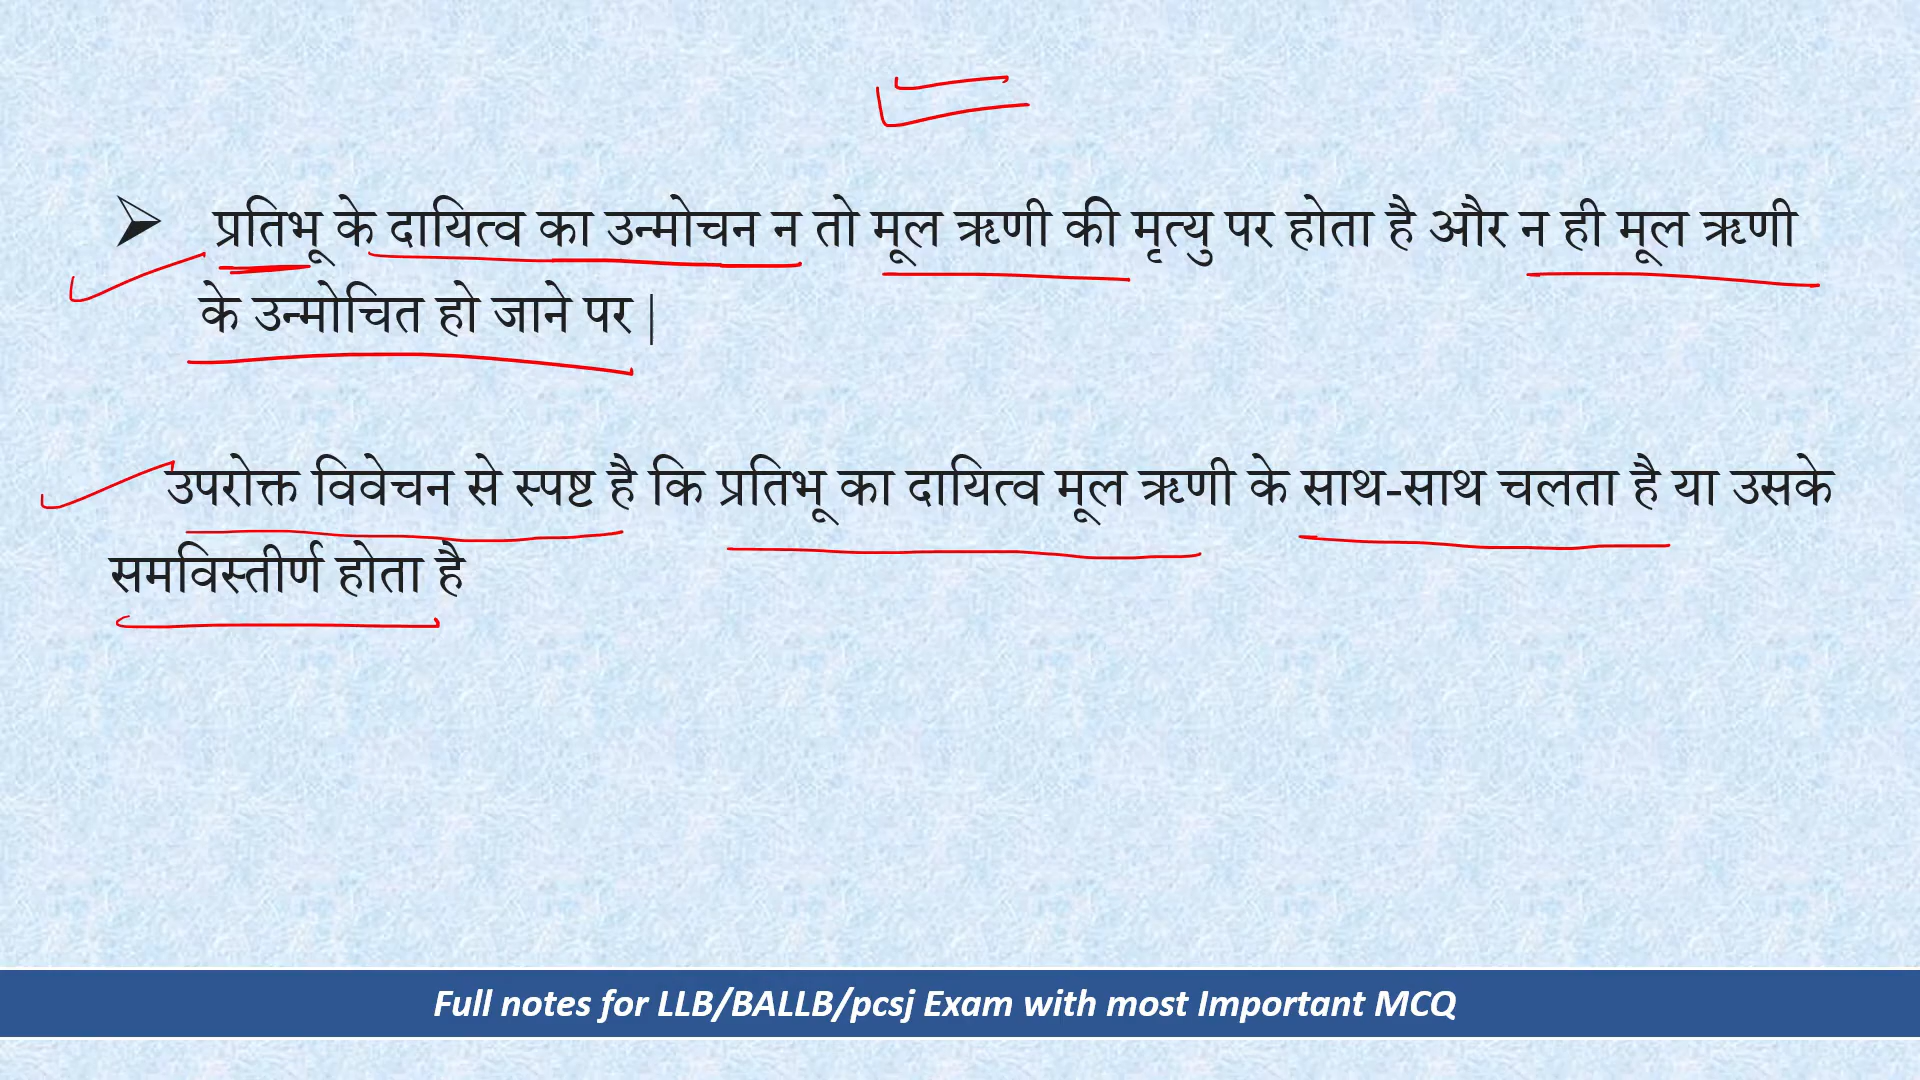 प्रतिभू के दायित्व का उन्मोचन न तो मूल ऋणी की मृत्यु पर होता है और न ही मूल ऋणी
के उन्मोचित हो जाने पर |
उपरोक्त विवेचन से स्पष्ट है कि प्रतिभू का दायित्व मूल ऋणी के साथ-साथ चलता है या उसके
समविस्तीर्ण होता है
Full notes for LLB/BALLB/pcsj Exam with most Important MCQ